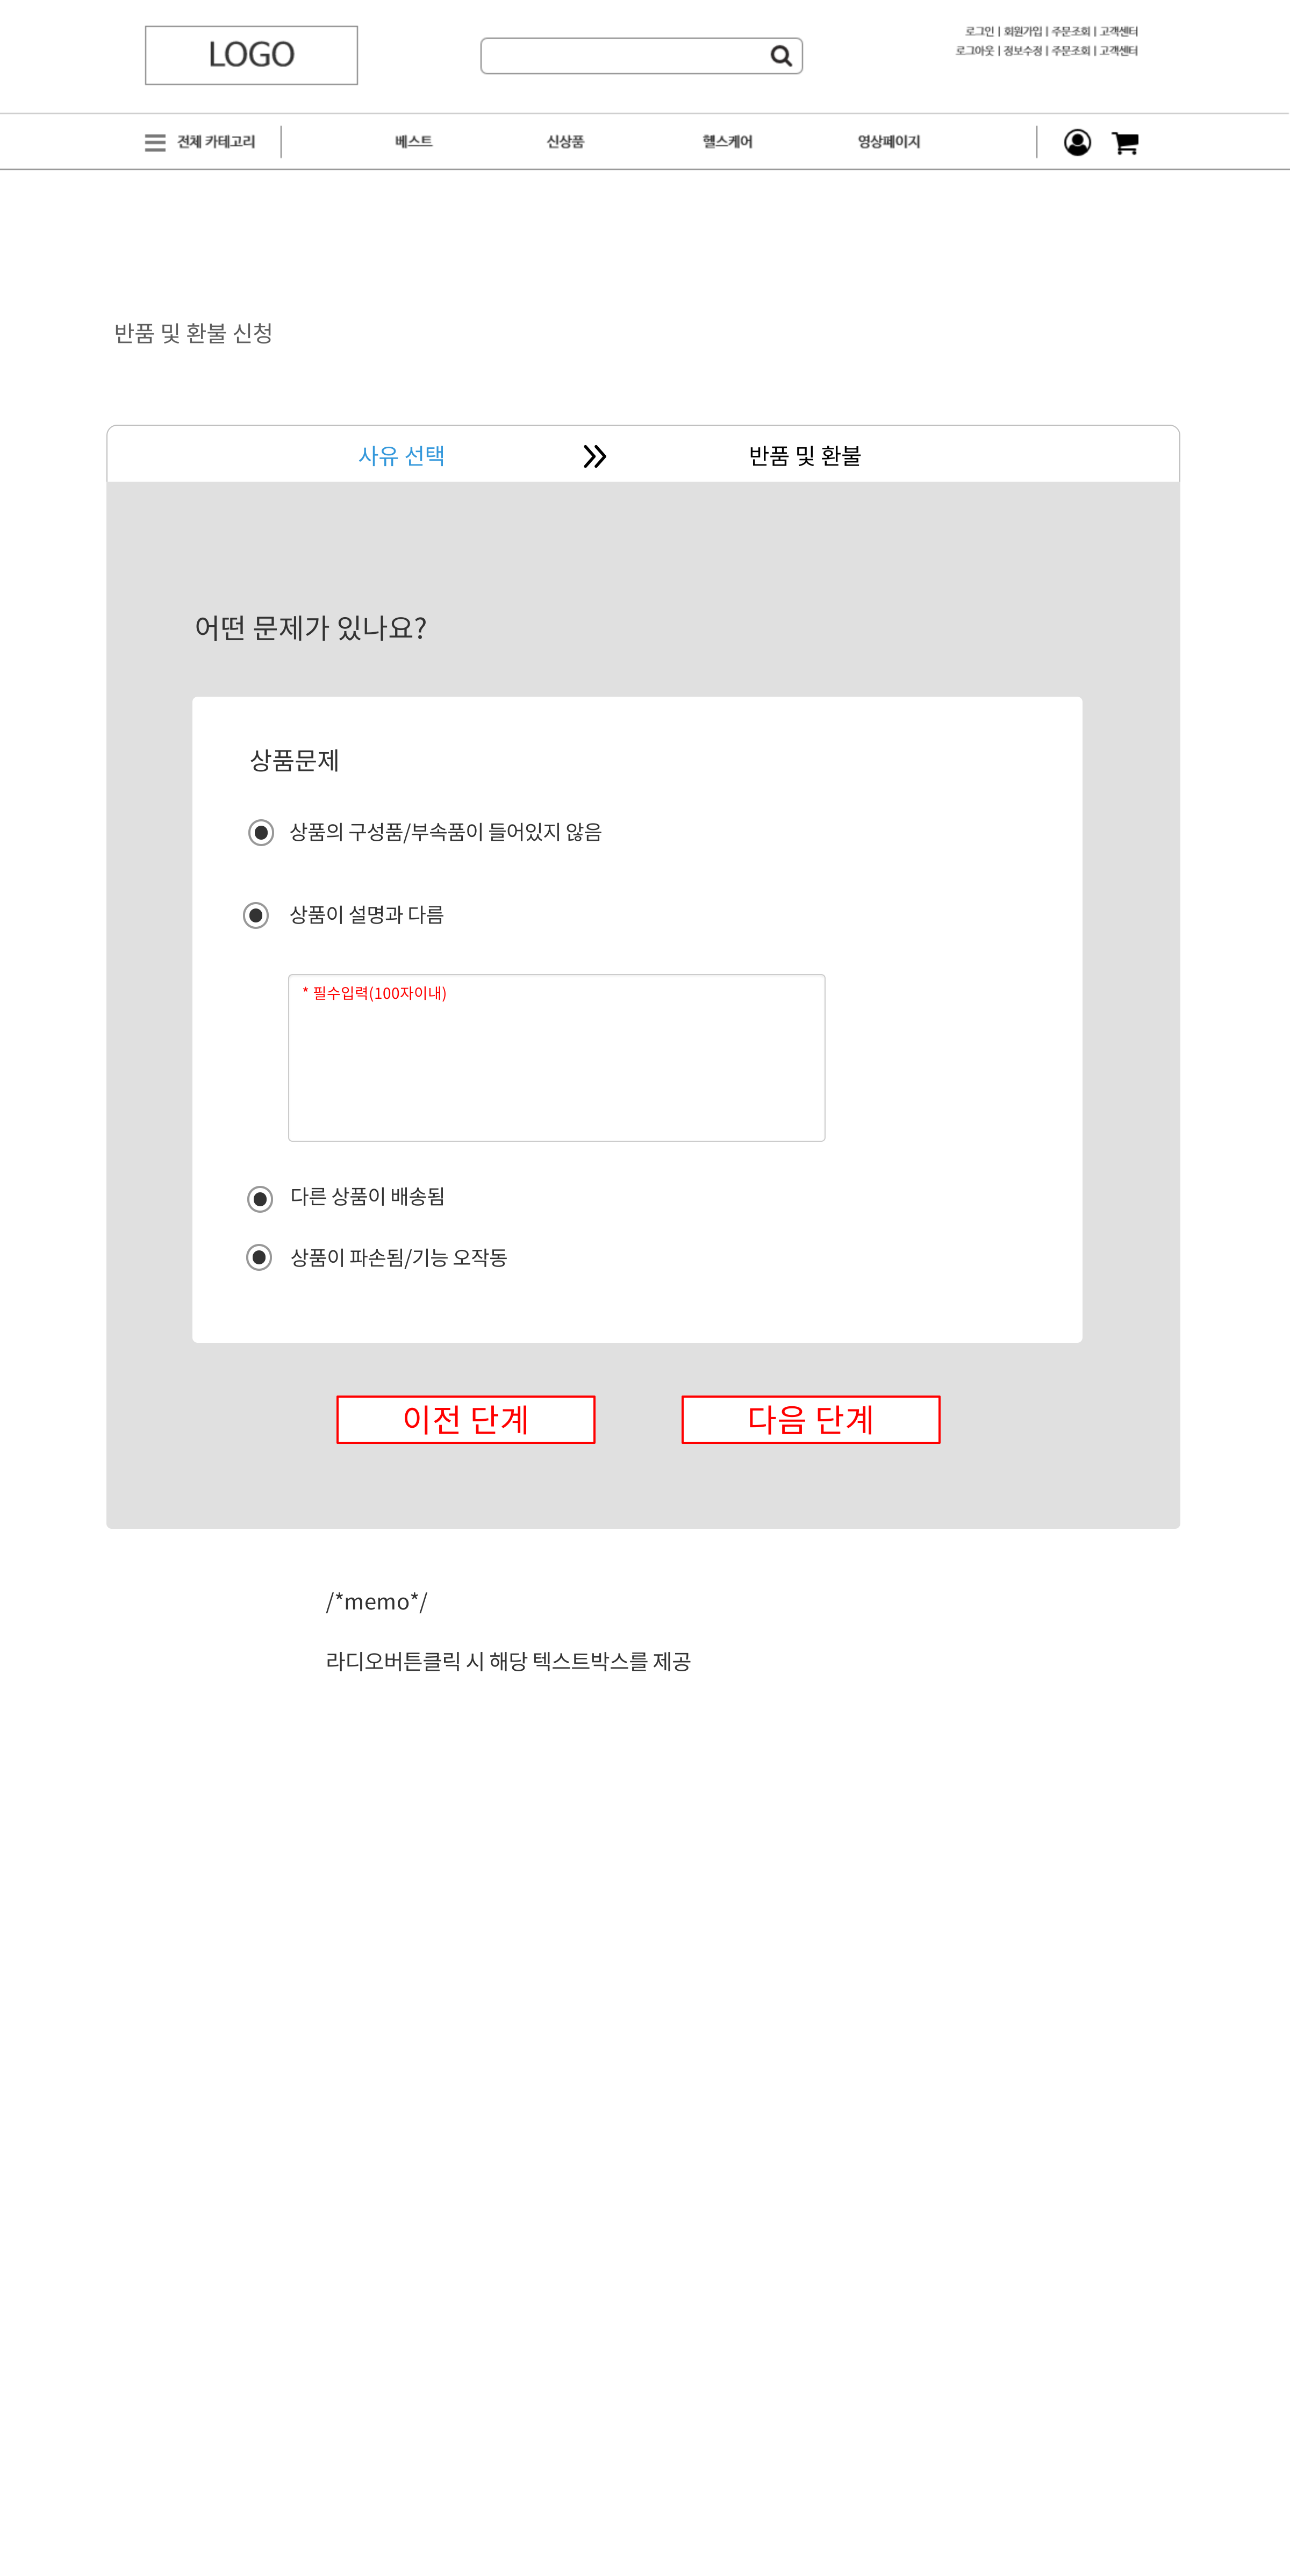 LOGO
로그인 | 회원가입 | 주문조회 | 고객센터
로그아웃 | 정보수정 | 주문조회 | 고객센터
전체 카테고리
베스트
신상품
헬스케어
영상페이지
반품 및 환불 신청
사유 선택
반품 및 환불
어떤 문제가 있나요?
상품문제
상품의 구성품/부속품이 들어있지 않음
상품이 설명과 다름
* 필수입력(100자이내)
다른 상품이 배송됨
상품이 파손됨/기능 오작동
이전 단계
다음 단계
/*memo*/
라디오버튼클릭 시 해당 텍스트박스를 제공